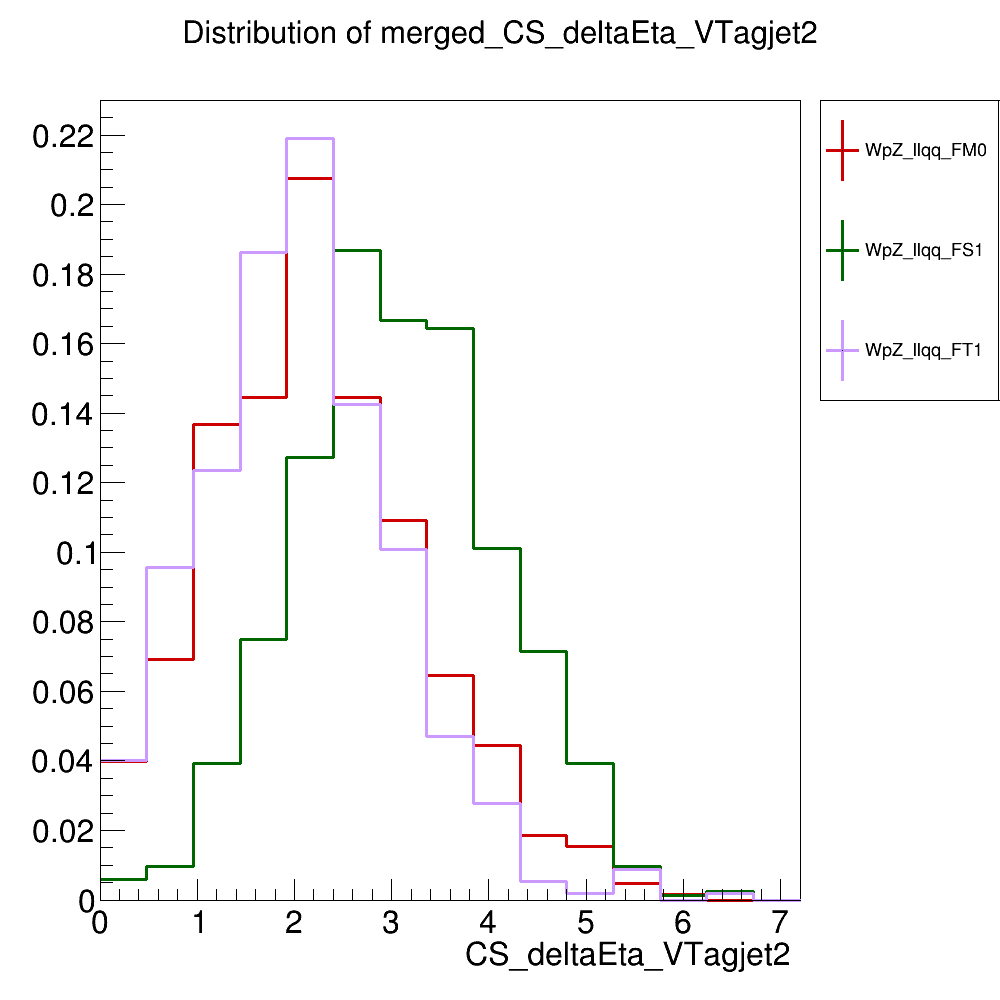 Distribution of merged_CS_deltaEta_VTagjet2
0.22
0.2
0.18
0.16
0.14
0.12
0.1
0.08
0.06
0.04
0.02
0
0 1 2 3 4 5 6 7
CS_deltaEta_VTagjet2
WpZ_llqq_FM0
WpZ_llqq_FS1
WpZ_llqq_FT1